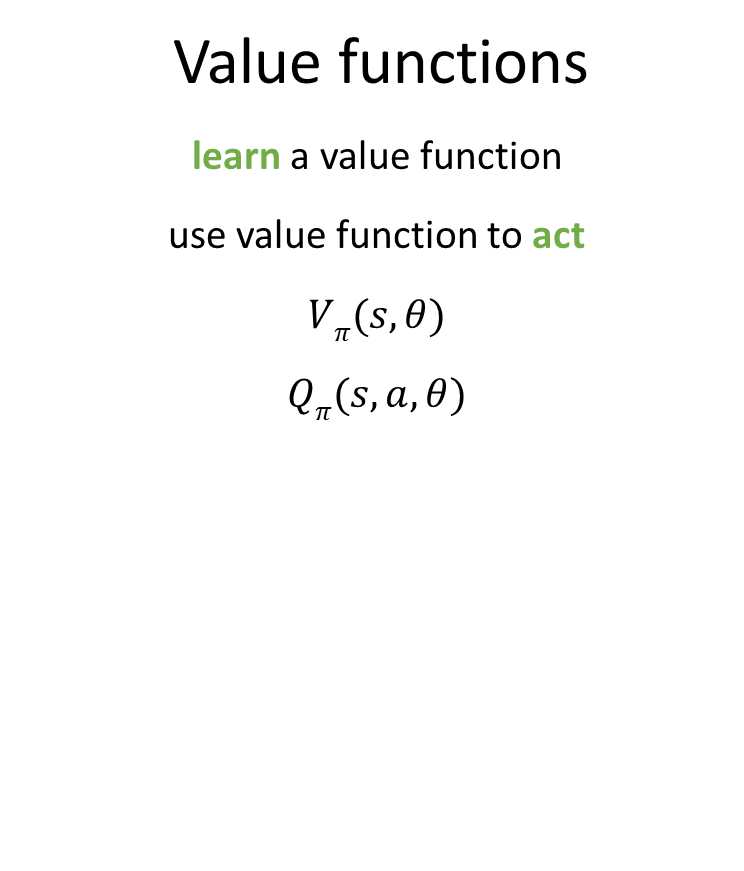 Value functions
learn a value function
use value function to act
V_π(s, θ)
Q_π(s, a, θ)